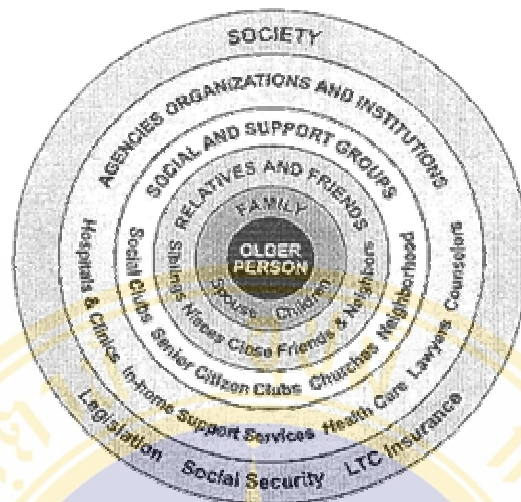 SOCIETY
AGENCIES ORGANIZATIONS AND INSTITUTIONS
SOCIAL AND SUPPORT GROUPS
RELATIVES AND FRIENDS
FAMILY
OLDER
PERSON
Spouse Children
Siblings Nieces Close Friends & Neighbors
Social Clubs Senior Citizen Clubs Churches Neighborhood
Hospitals & Clinics In-home Support Services Health Care Lawyers Counselors
Legislation Social Security LTC Insurance